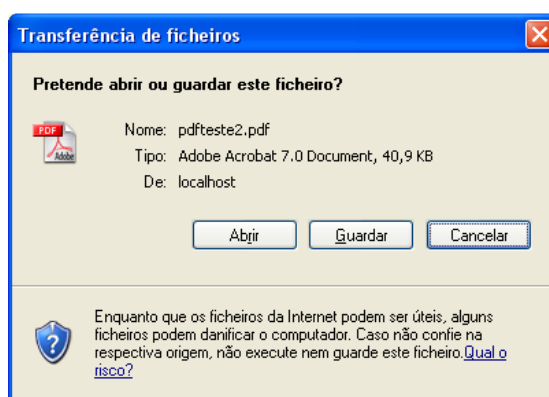 Transferência de ficheiros
Pretende abrir ou guardar este ficheiro?
PDF
Adobe
Nome: pdfteste2.pdf
Tipo: Adobe Acrobat 7.0 Document, 40,9 KB
De: localhost
Abrir Guardar Cancelar
Enquanto que os ficheiros da Internet podem ser úteis, alguns
ficheiros podem danificar o computador. Caso não confie na
respectiva origem, não execute nem guarde este ficheiro.Qual o
risco?